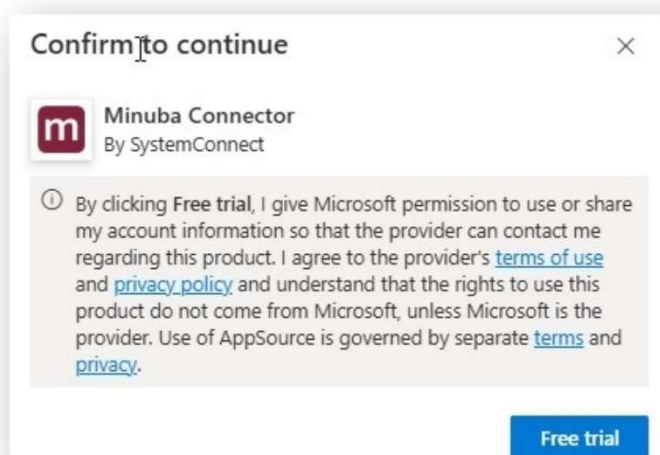 Confirm to continue
m
Minuba Connector
By SystemConnect
By clicking Free trial, I give Microsoft permission to use or share
my account information so that the provider can contact me
regarding this product. I agree to the provider's terms of use
and privacy policy and understand that the rights to use this
product do not come from Microsoft, unless Microsoft is the
provider. Use of AppSource is governed by separate terms and
privacy.
Free trial